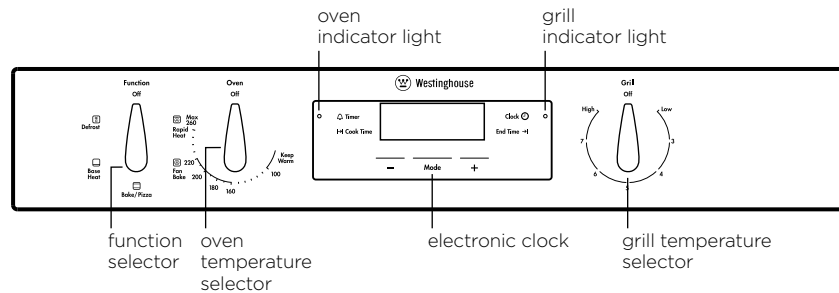 oven
indicator light
grill
indicator light
Westinghouse
Function
Off
Defrost
Base
Heat
Bake/Pizza
Rapid
Heat
Fan
Bake
Oven
Off
Max
260
220
200
180
160
100
Keep
Warm
Timer
Cook Time
Clock
End Time
−
Mode
+
Grill
Off
High
Low
7
6
5
4
3
function
selector
oven
temperature
selector
electronic clock
grill temperature
selector